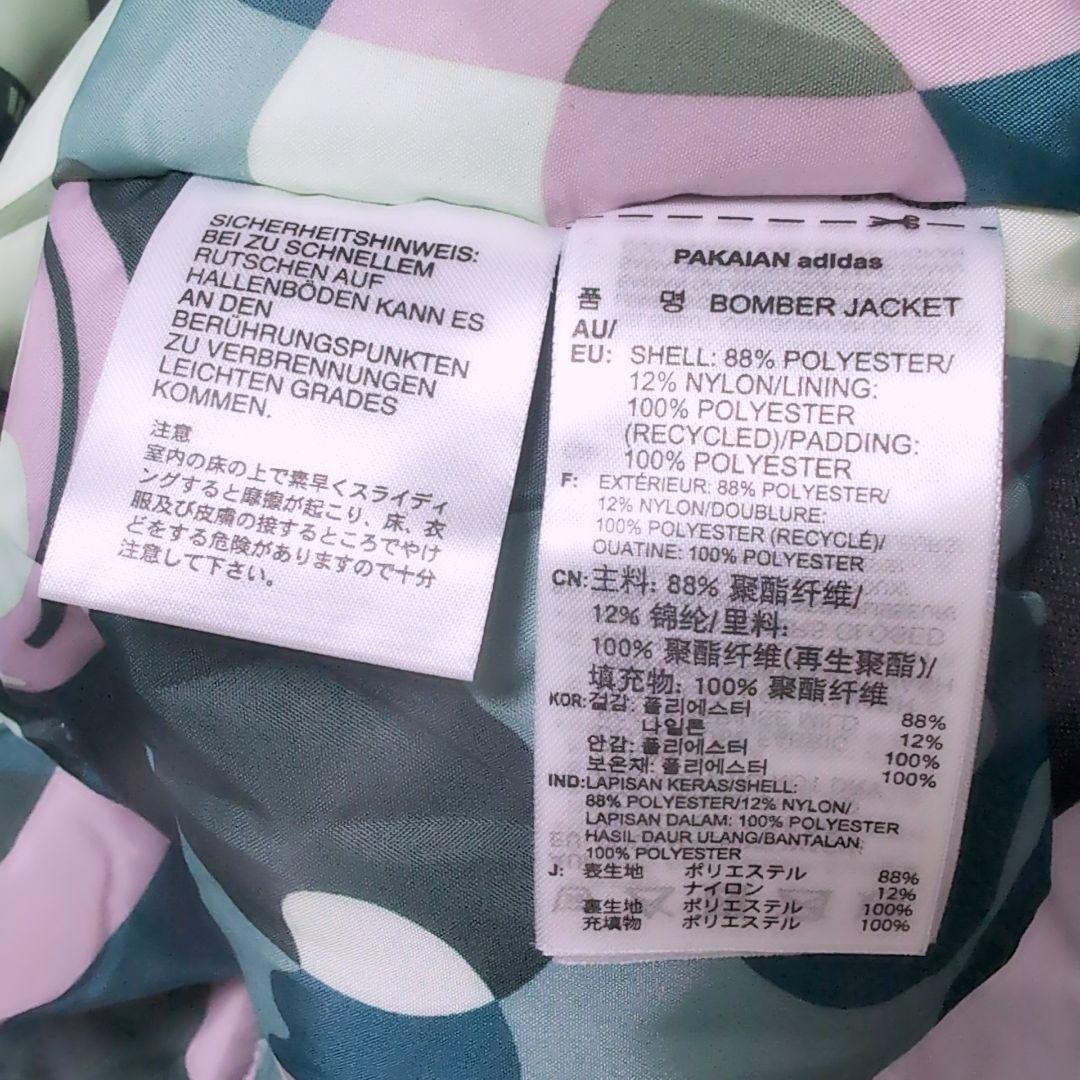 SICHERHEITSHINWEIS:
BEI ZU SCHNELLEM
RUTSCHEN AUF
HALLENBÖDEN KANN ES
AN DEN
BERÜHRUNGSPUNKTEN
ZU VERBRENNUNGEN
LEICHTEN GRADES
KOMMEN.
注意
室内の床の上で素早くスライディ
ングすると摩擦が起こり、床、衣
服及び皮膚の接するところでやけ
どをする危険がありますので十分
注意して下さい。
PAKAIAN adidas
품 명 BOMBER JACKET
AU/
EU: SHELL: 88% POLYESTER/
12% NYLON/LINING:
100% POLYESTER
(RECYCLED)/PADDING:
100% POLYESTER
F: EXTÉRIEUR: 88% POLYESTER/
12% NYLON/DOUBLURE:
100% POLYESTER (RECYCLÉ)/
OUATINE: 100% POLYESTER
CN: 主料: 88% 聚酯纤维/
12% 锦纶/里料:
100% 聚酯纤维(再生聚酯)/
填充物: 100% 聚酯纤维
KOR: 겉감: 폴리에스터 88%
나일론 12%
안감: 폴리에스터 100%
보온재: 폴리에스터 100%
IND: LAPISAN KERAS/SHELL:
88% POLYESTER/12% NYLON/
LAPISAN DALAM: 100% POLYESTER
HASIL DAUR ULANG/BANTALAN:
100% POLYESTER
J: 表生地 ポリエステル 88%
ナイロン 12%
裏生地 ポリエステル 100%
充填物 ポリエステル 100%